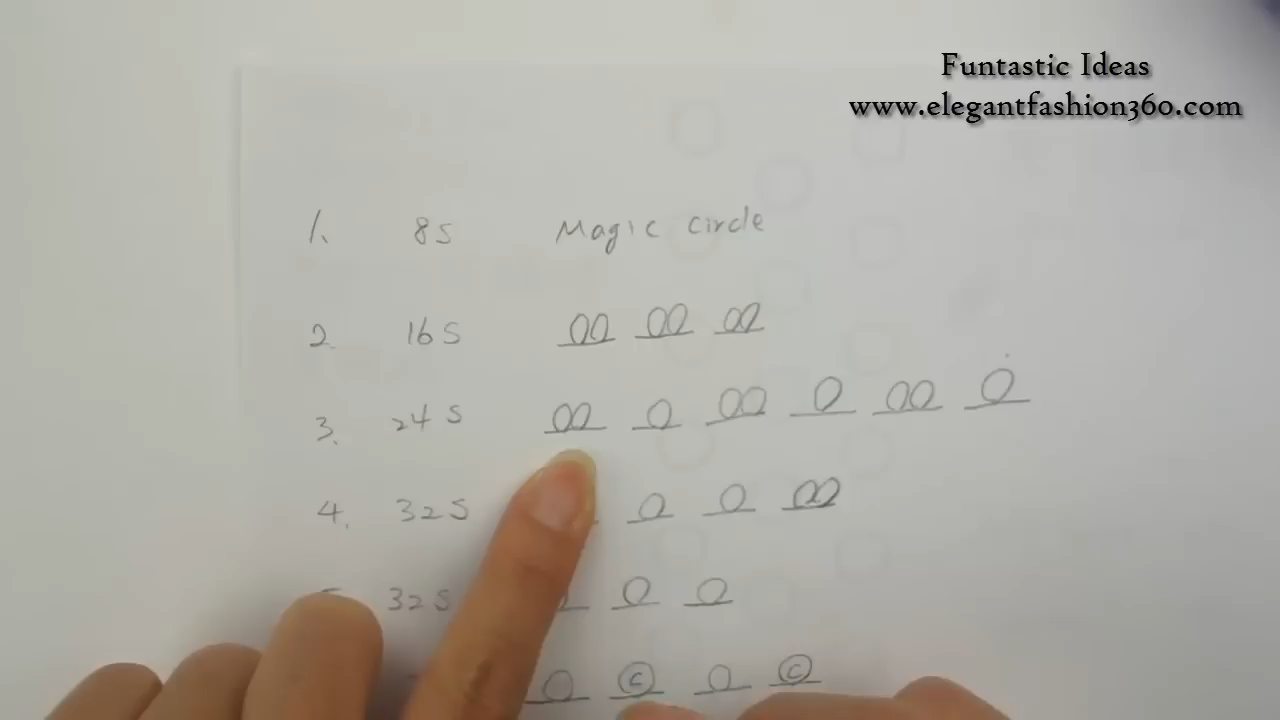 Funtastic Ideas
www.elegantfashion360.com
1. 8S Magic Circle
2. 16S
3. 24S
4. 32S
32S
C C